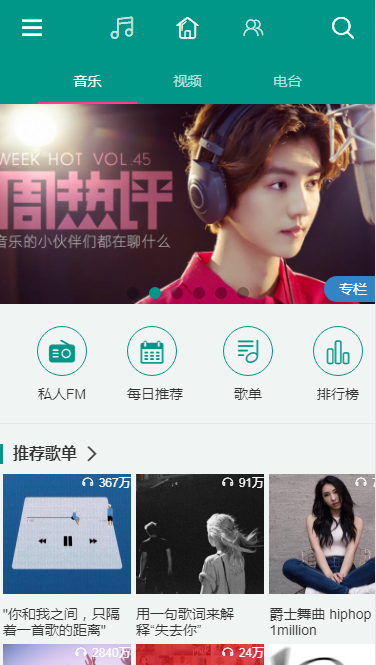 音乐 视频 电台
WEEK HOT VOL.45
周热评
音乐的小伙伴们都在聊什么
专栏
私人FM 每日推荐 歌单 排行榜
推荐歌单
367万 91万 7
"你和我之间，只隔
着一首歌的距离"
用一句歌词来解
释“失去你”
爵士舞曲 hiphop
1million
2840万 24万